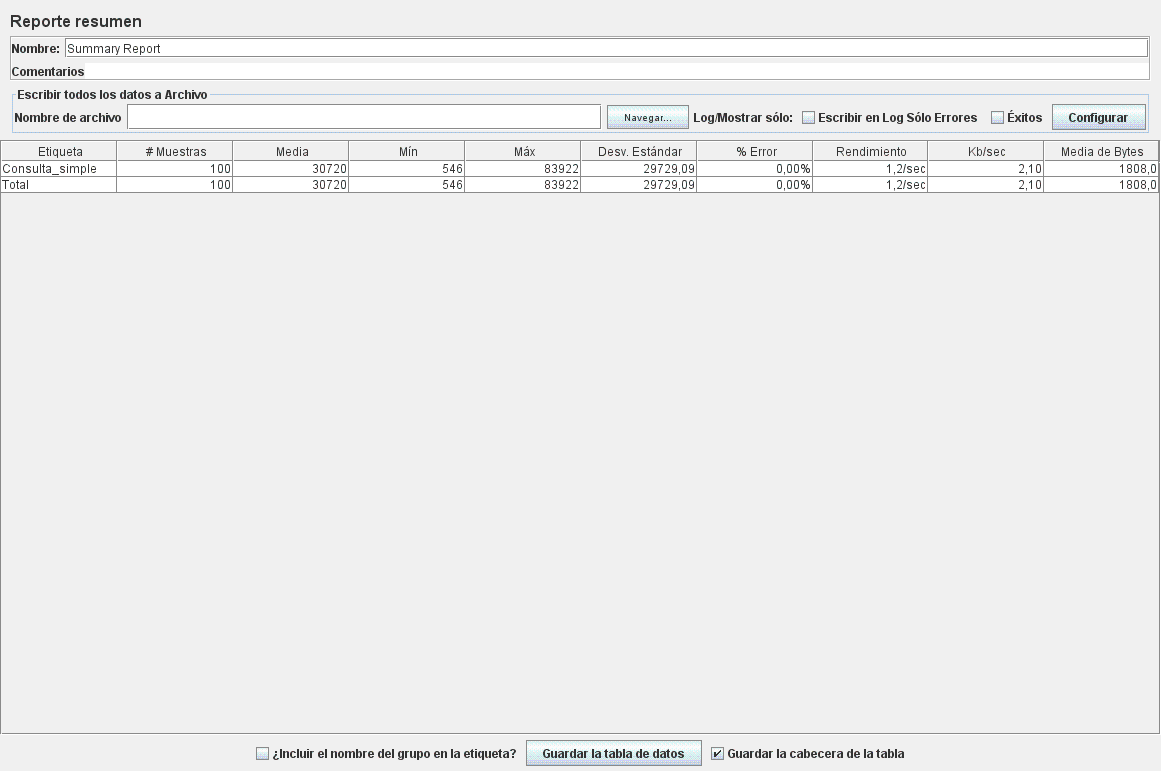 Reporte resumen
Nombre: Summary Report
Comentarios
Escribir todos los datos a Archivo
Nombre de archivo Navegar... Log/Mostrar sólo: Escribir en Log Sólo Errores Éxitos Configurar
Etiqueta # Muestras Media Mín Máx Desv. Estándar % Error Rendimiento Kb/sec Media de Bytes
Consulta_simple 100 30720 546 83922 29729,09 0,00% 1,2/sec 2,10 1808,0
Total 100 30720 546 83922 29729,09 0,00% 1,2/sec 2,10 1808,0
¿Incluir el nombre del grupo en la etiqueta? Guardar la tabla de datos Guardar la cabecera de la tabla